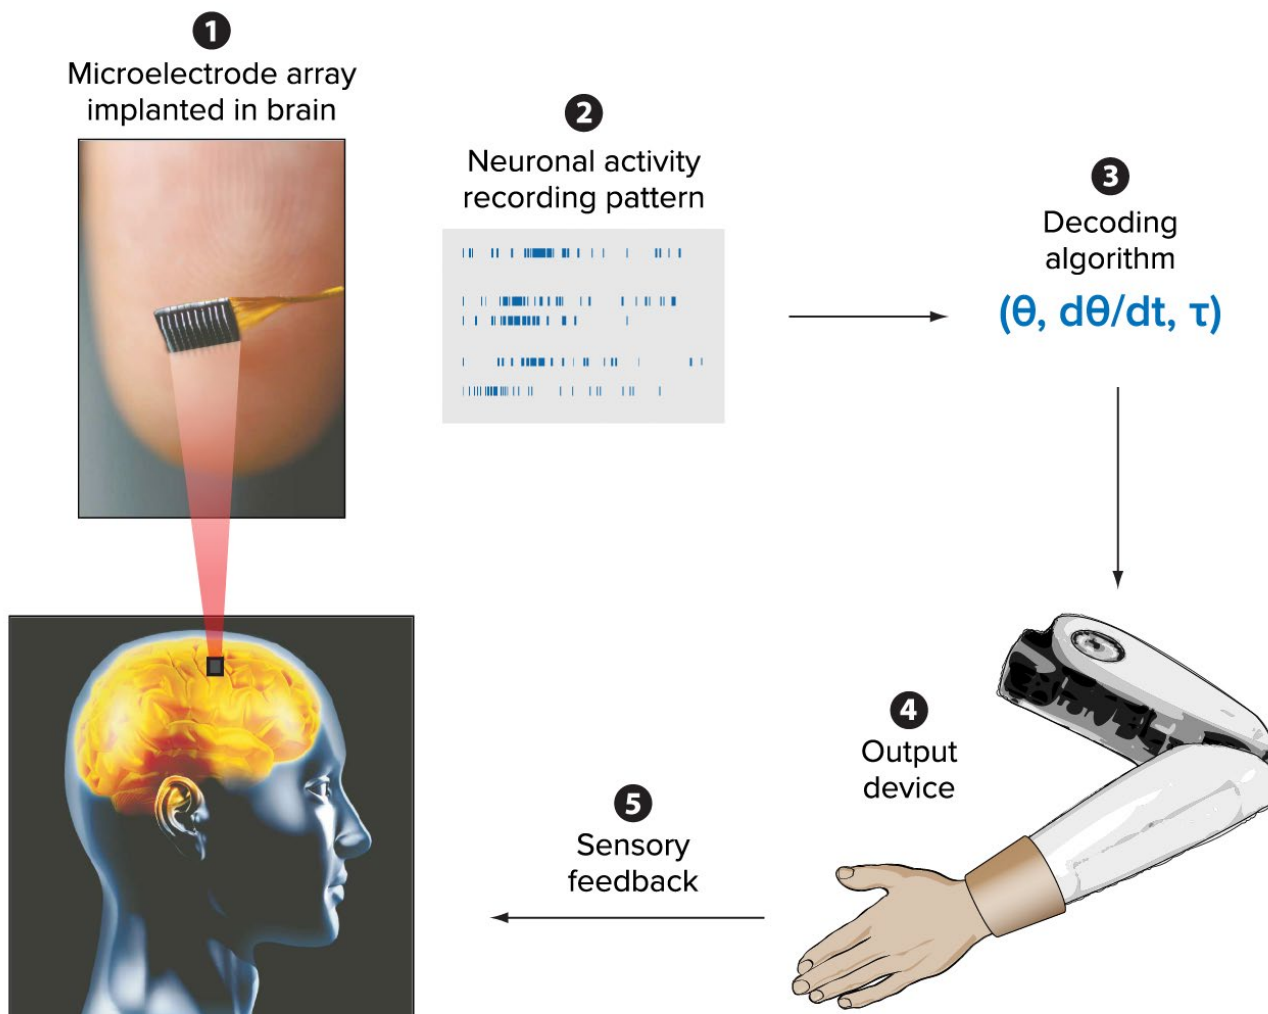 1
Microelectrode array
implanted in brain
2
Neuronal activity
recording pattern
3
Decoding
algorithm
(θ, dθ/dt, τ)
4
Output
device
5
Sensory
feedback